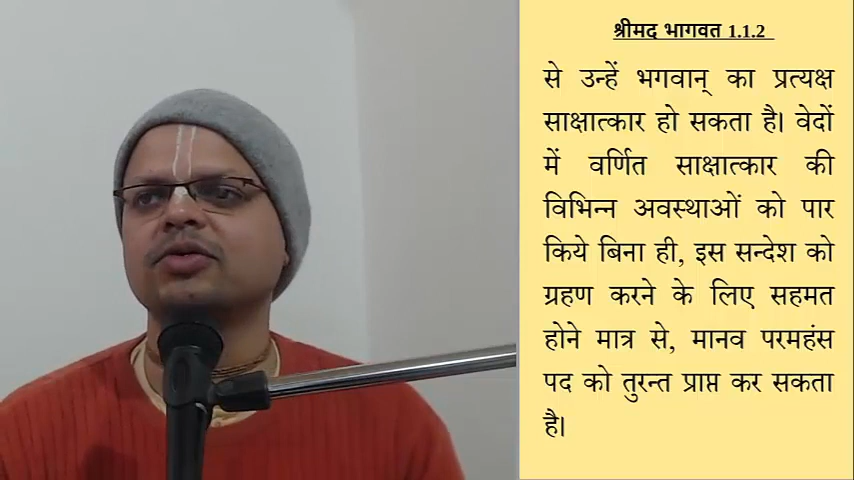 श्रीमद भागवत 1.1.2
से उन्हें भगवान् का प्रत्यक्ष
साक्षात्कार हो सकता है। वेदों
में वर्णित साक्षात्कार की
विभिन्न अवस्थाओं को पार
किये बिना ही, इस सन्देश को
ग्रहण करने के लिए सहमत
होने मात्र से, मानव परमहंस
पद को तुरन्त प्राप्त कर सकता
है।